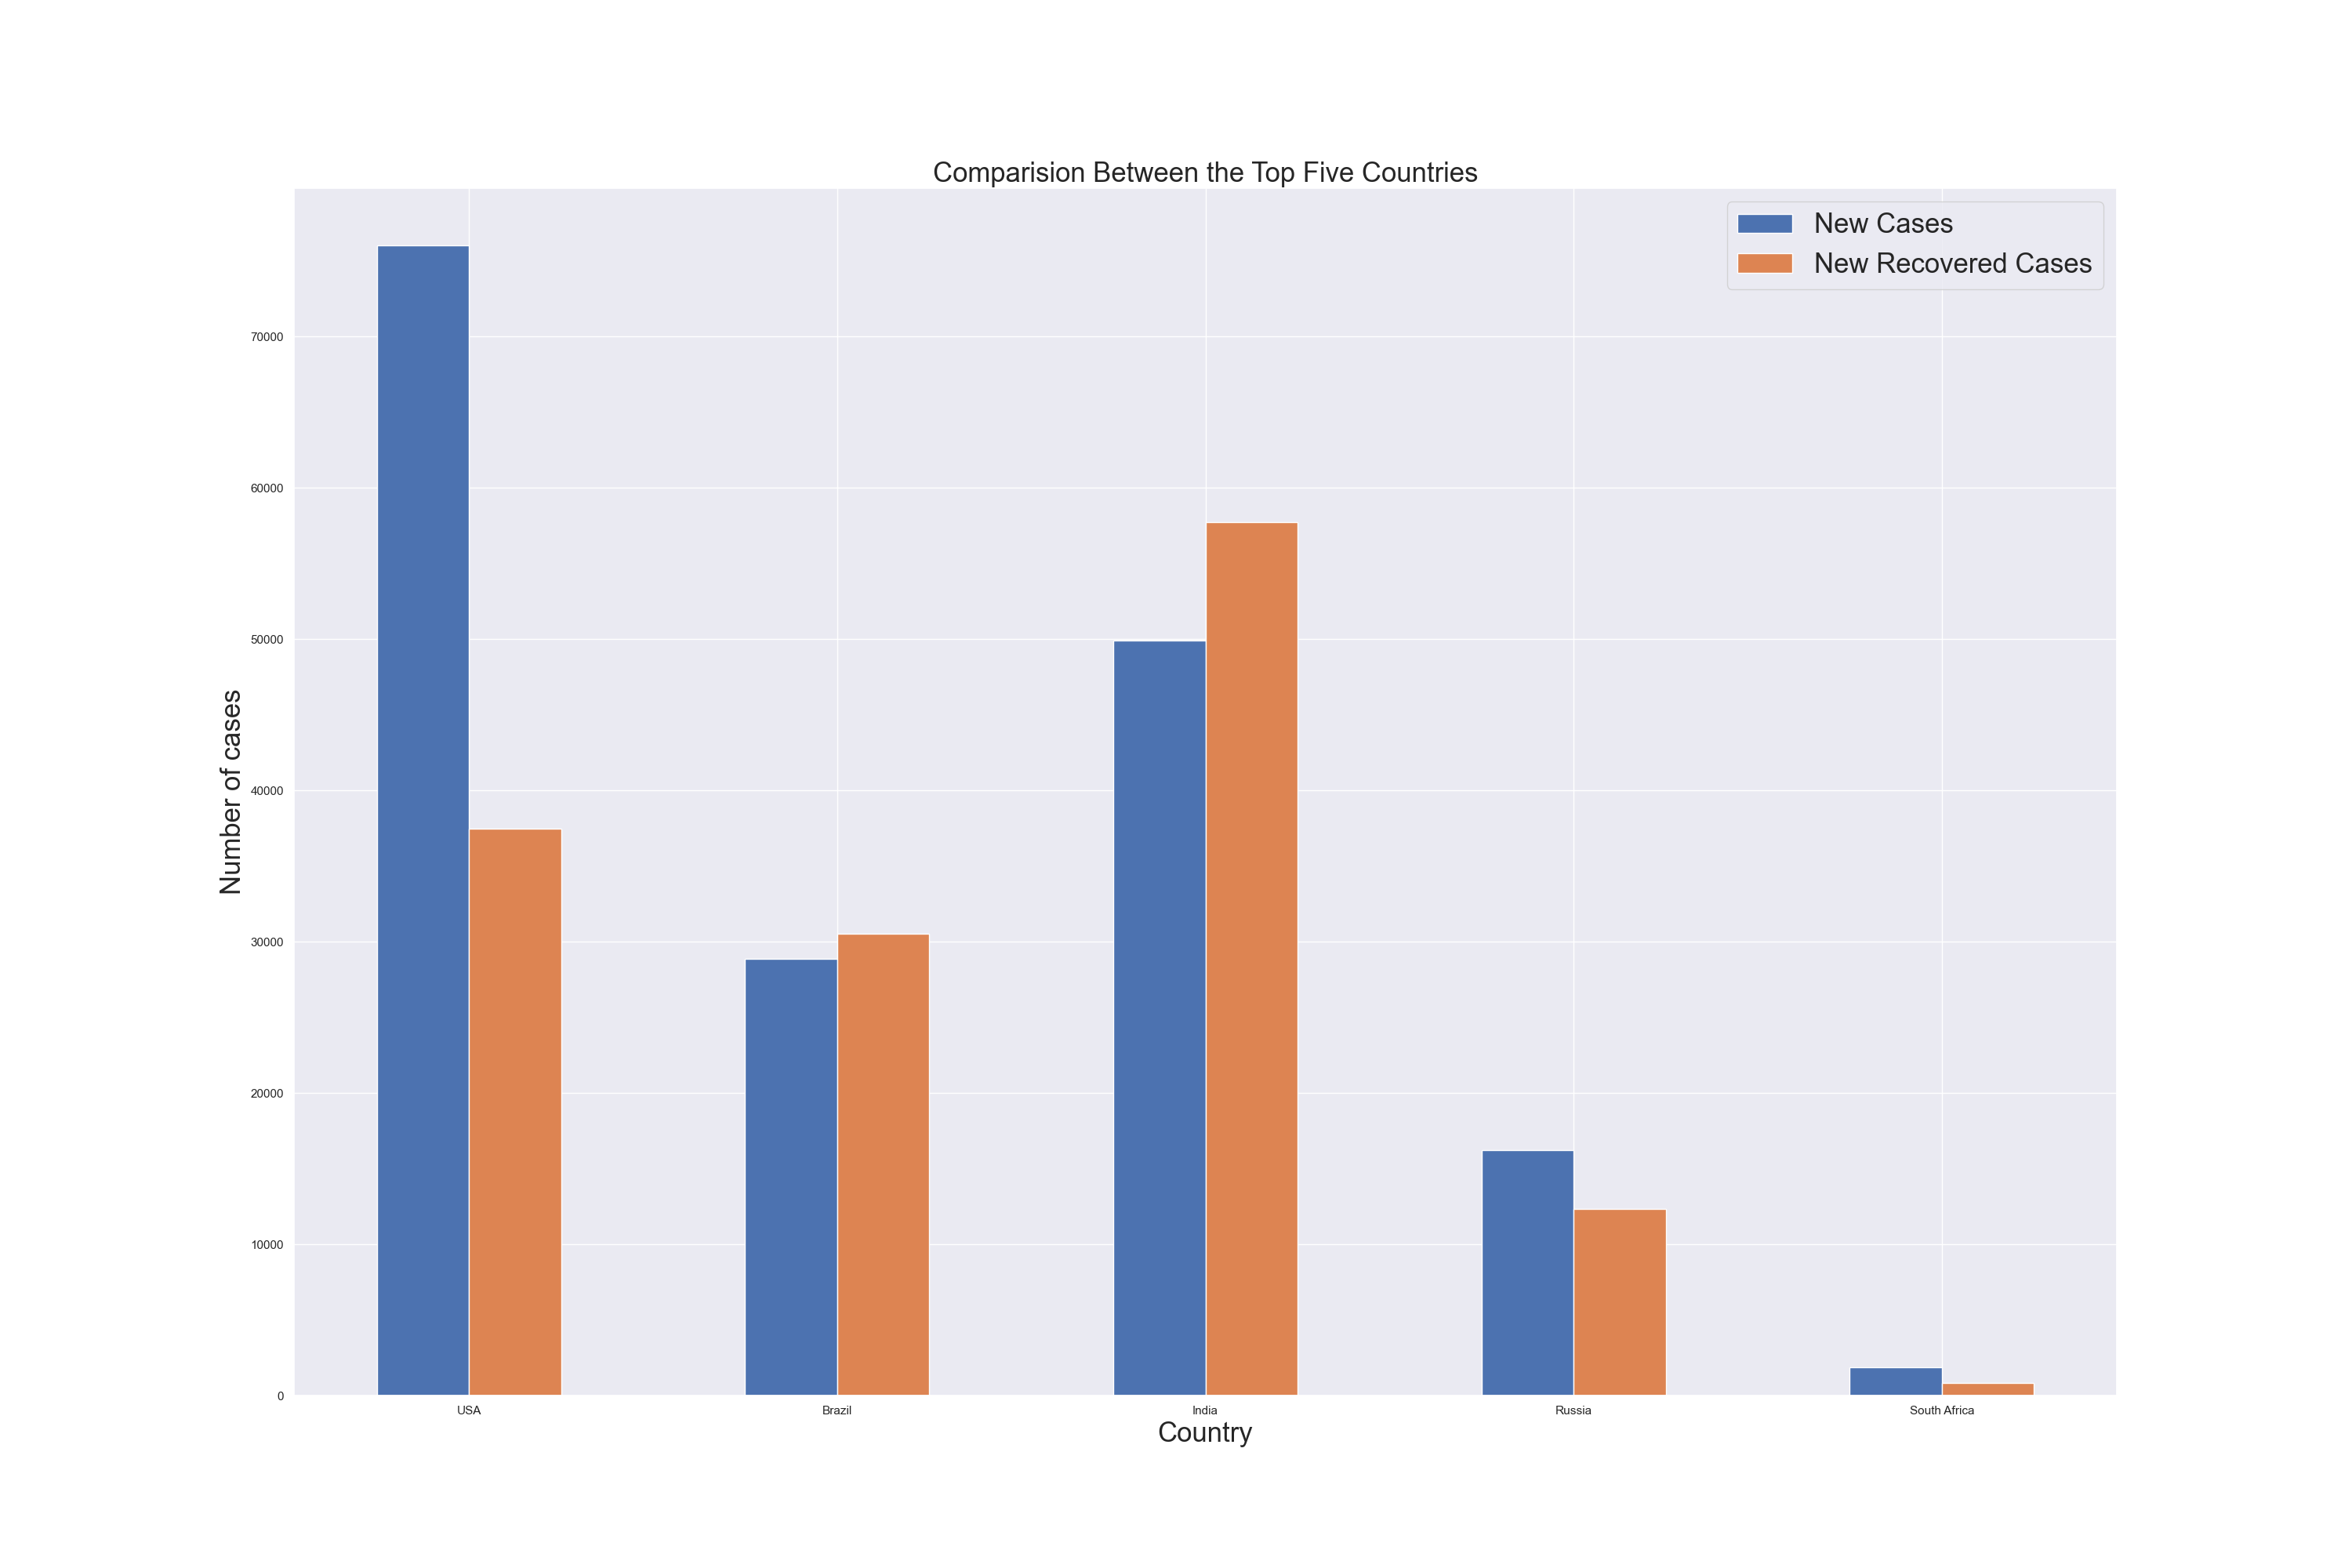 Comparision Between the Top Five Countries
New Cases
New Recovered Cases
70000
60000
50000
40000
30000
20000
10000
0
Number of cases
USA
Brazil
India
Russia
South Africa
Country